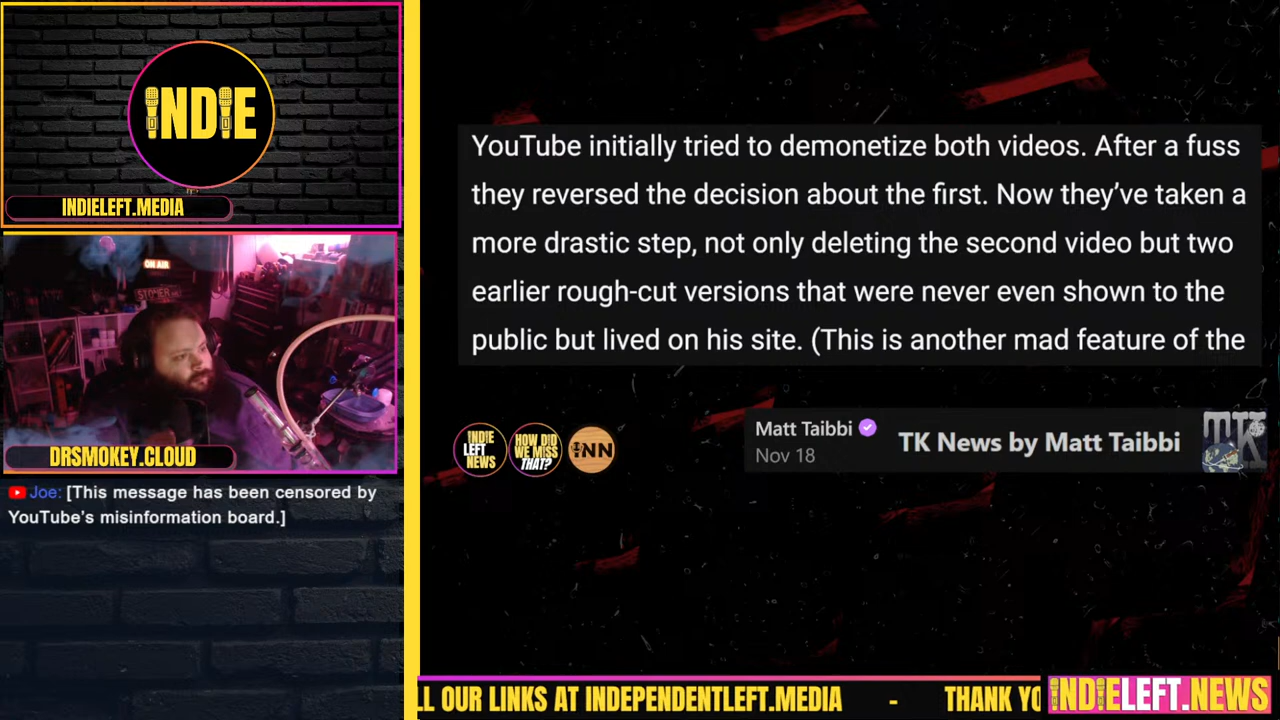 INDIE
INDIELEFT.MEDIA
ON AIR
DRSMOKEY.CLOUD
Joe: [This message has been censored by
YouTube's misinformation board.]
YouTube initially tried to demonetize both videos. After a fuss
they reversed the decision about the first. Now they’ve taken a
more drastic step, not only deleting the second video but two
earlier rough-cut versions that were never even shown to the
public but lived on his site. (This is another mad feature of the
INDIE
LEFT
NEWS
HOW DID
WE MISS
THAT?
INN
Matt Taibbi
Nov 18
TK News by Matt Taibbi
TK
LL OUR LINKS AT INDEPENDENTLEFT.MEDIA - THANK YO
INDIELEFT.NEWS